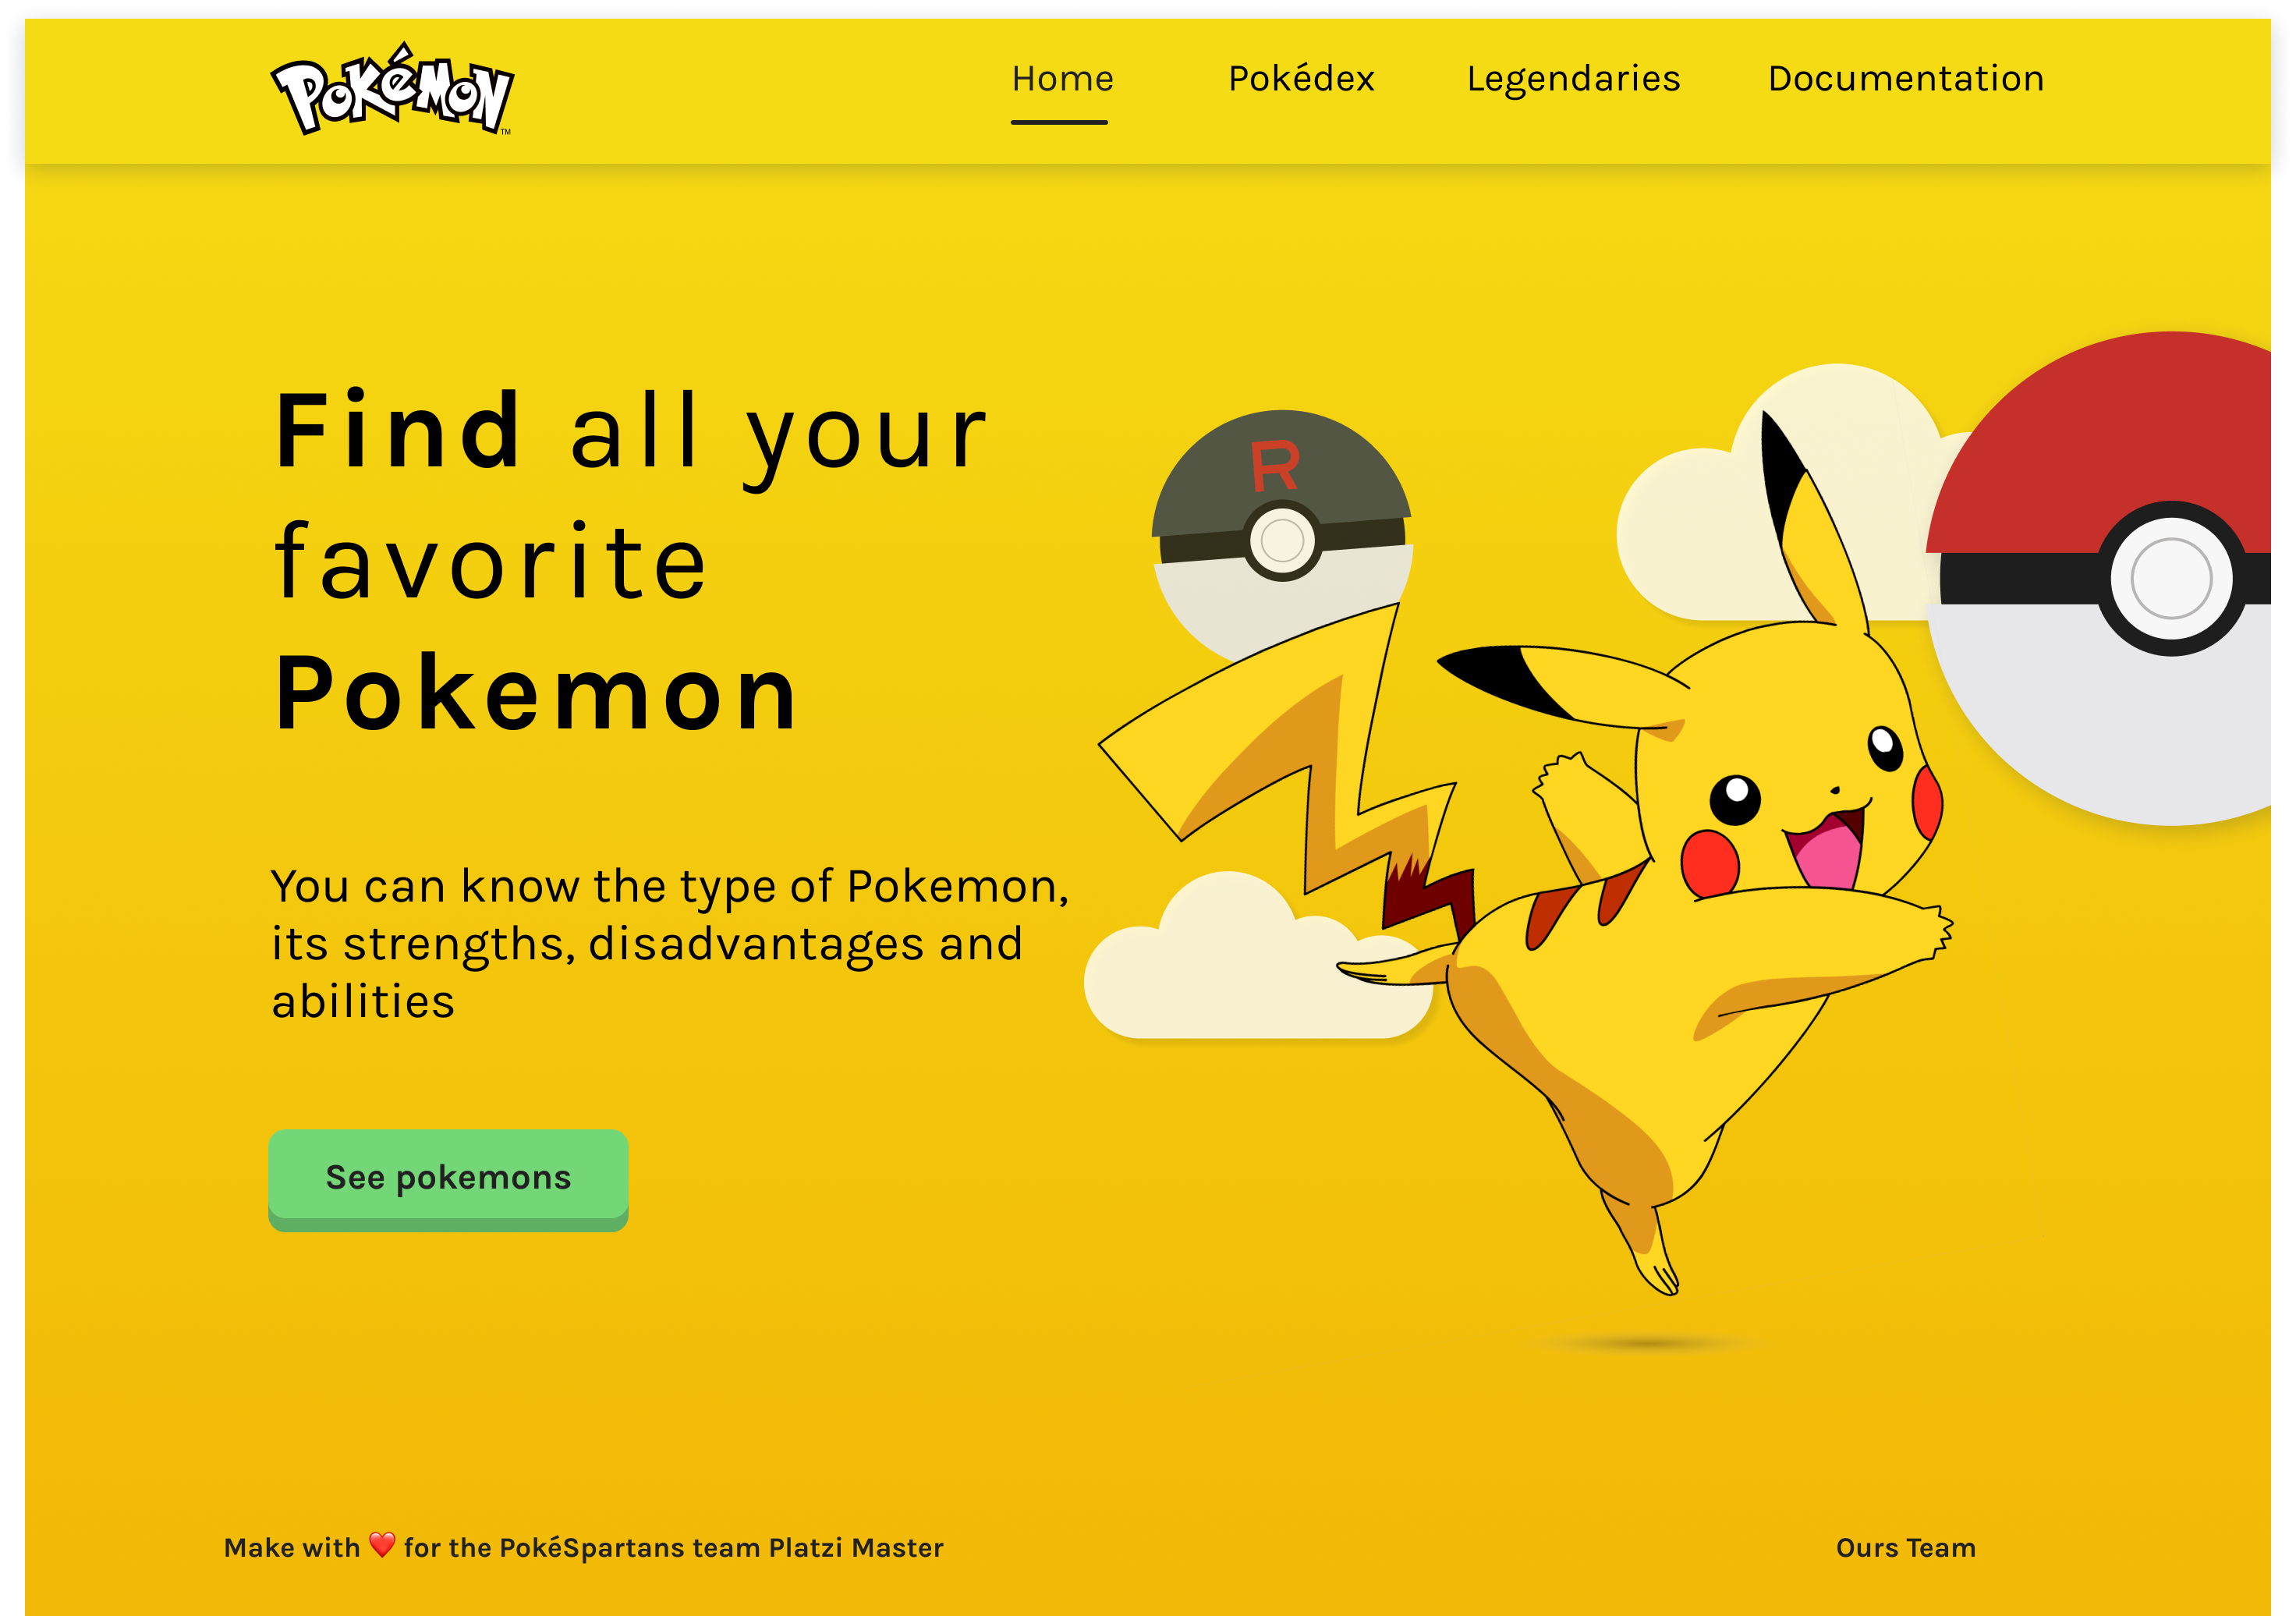 POKéMON TM
Home Pokédex Legendaries Documentation
Find all your
favorite
Pokemon
R
You can know the type of Pokemon,
its strengths, disadvantages and
abilities
See pokemons
Make with ❤️ for the PokéSpartans team Platzi Master
Ours Team